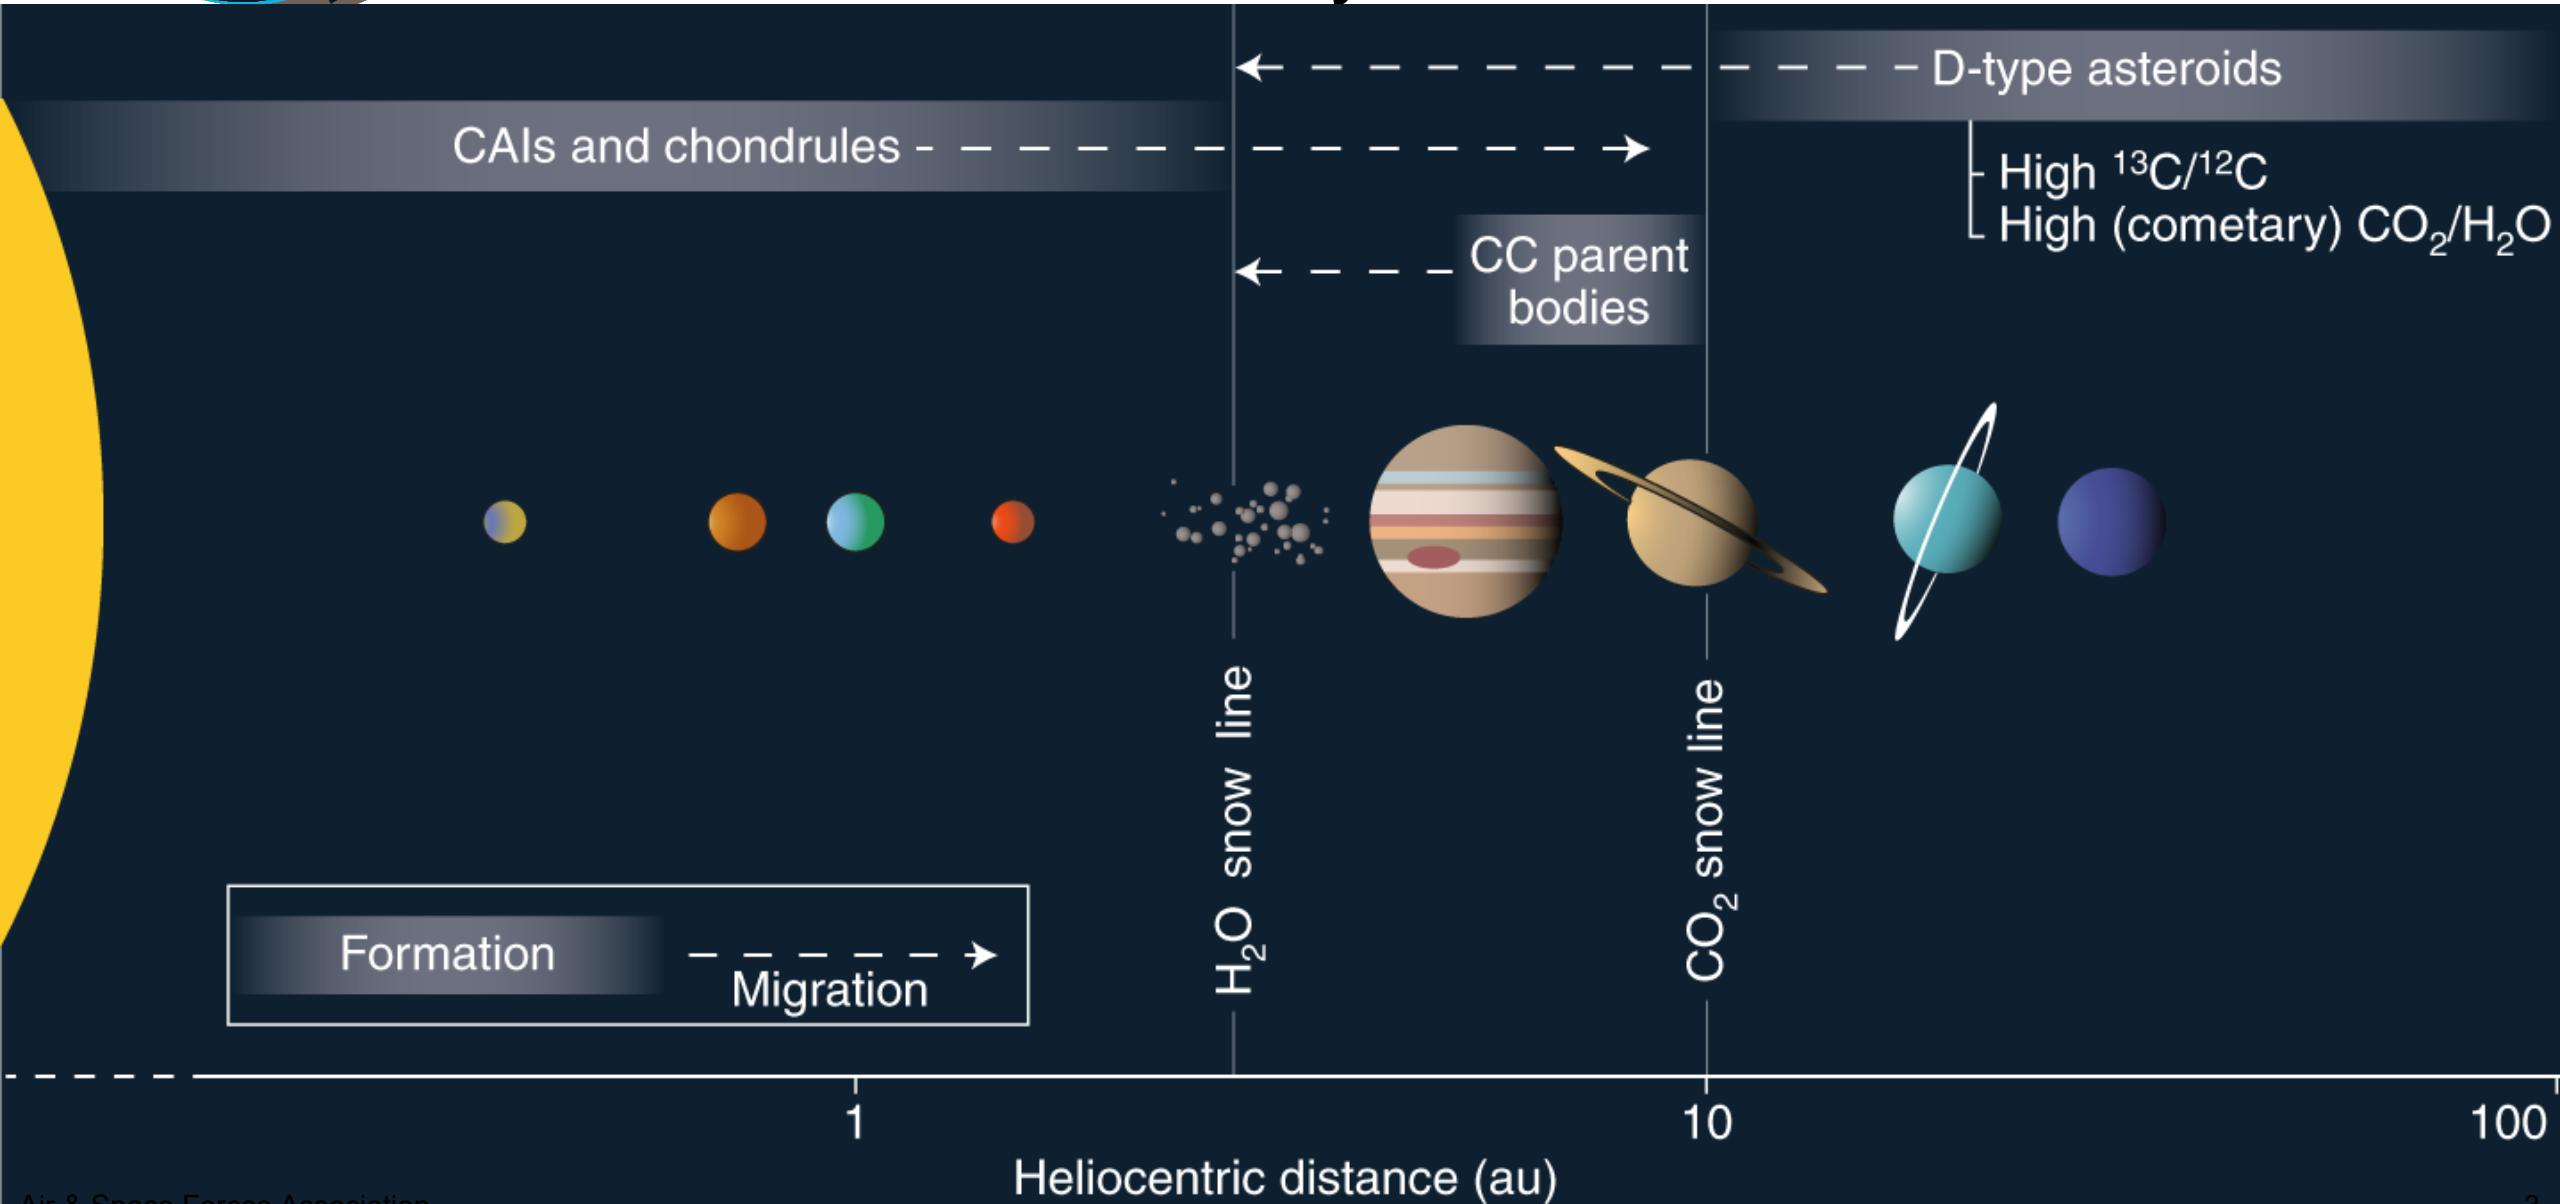 D-type asteroids
CAIs and chondrules
High ¹³C/¹²C
High (cometary) CO₂/H₂O
CC parent
bodies
H₂O snow line
CO₂ snow line
Formation
Migration
1
10
100
Heliocentric distance (au)